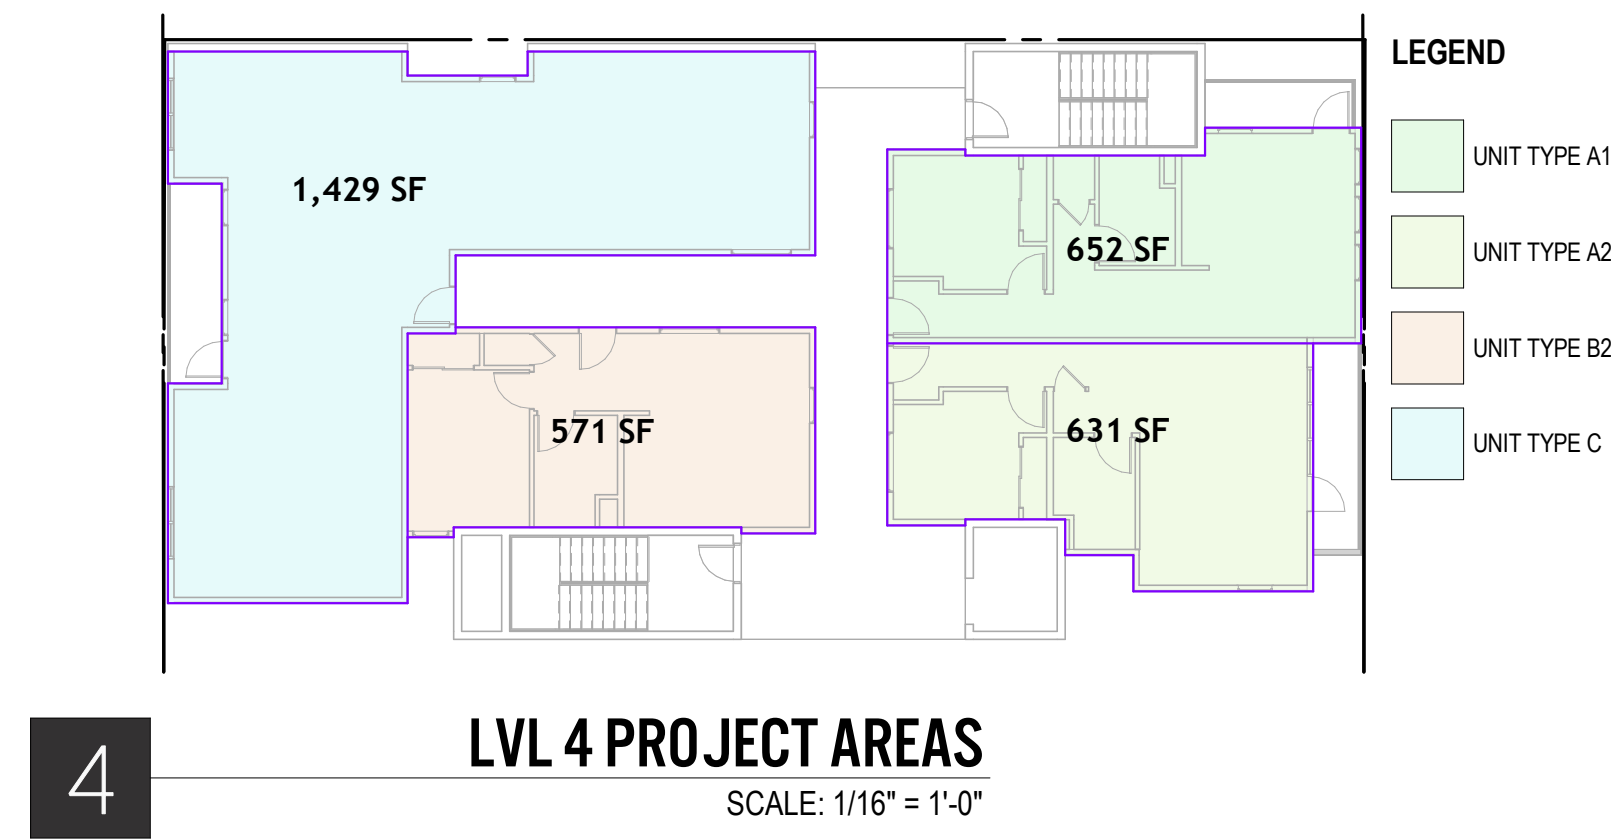 LEGEND
UNIT TYPE A1
UNIT TYPE A2
UNIT TYPE B2
UNIT TYPE C
1,429 SF
652 SF
571 SF
631 SF
4
LVL 4 PROJECT AREAS
SCALE: 1/16" = 1'-0"